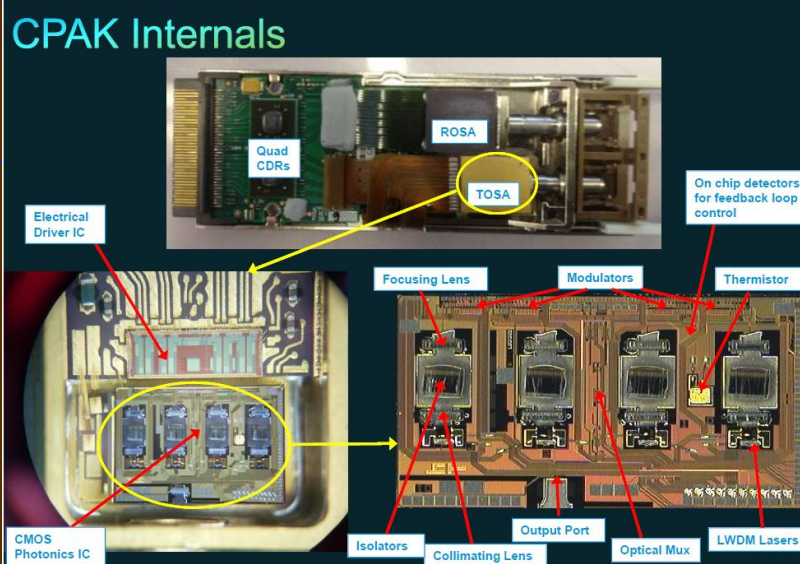 CPAK Internals
ROSA
Quad
CDRs
TOSA
On chip detectors
for feedback loop
control
Electrical
Driver IC
Focusing Lens
Modulators
Thermistor
CMOS
Photonics IC
Isolators
Collimating Lens
Output Port
Optical Mux
LWDM Lasers